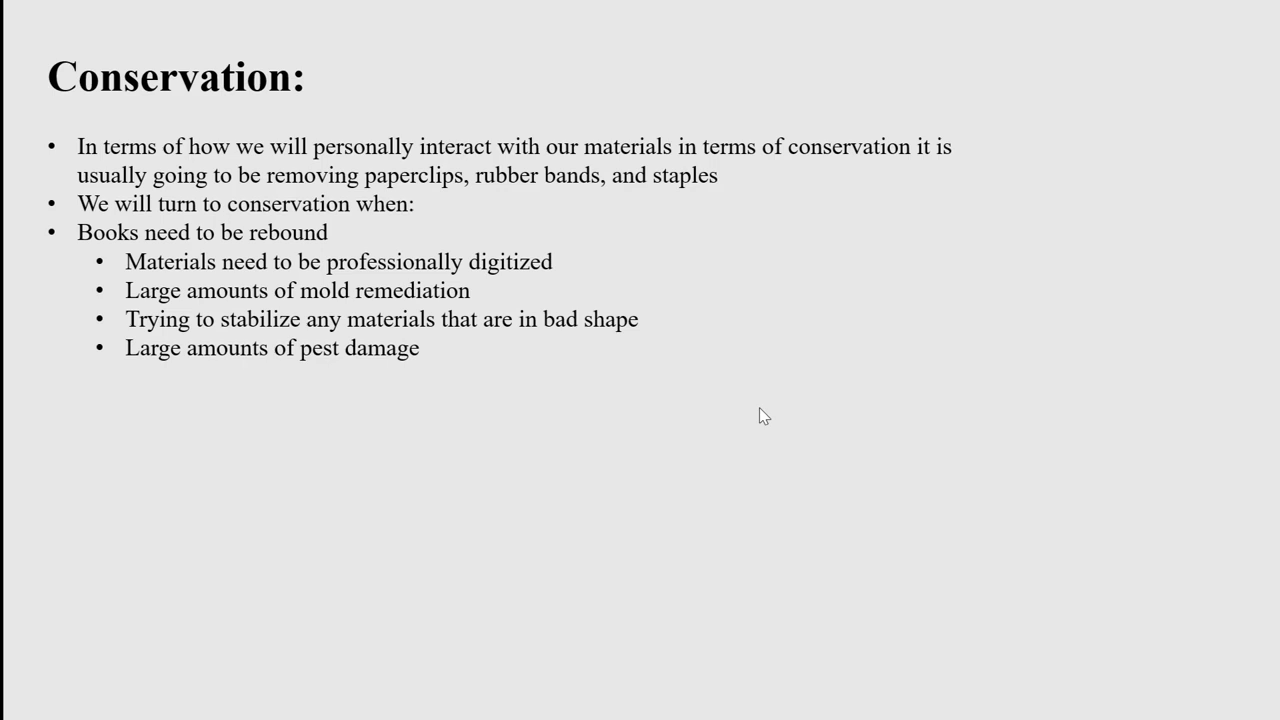 Conservation:
• In terms of how we will personally interact with our materials in terms of conservation it is
usually going to be removing paperclips, rubber bands, and staples
• We will turn to conservation when:
• Books need to be rebound
• Materials need to be professionally digitized
• Large amounts of mold remediation
• Trying to stabilize any materials that are in bad shape
• Large amounts of pest damage